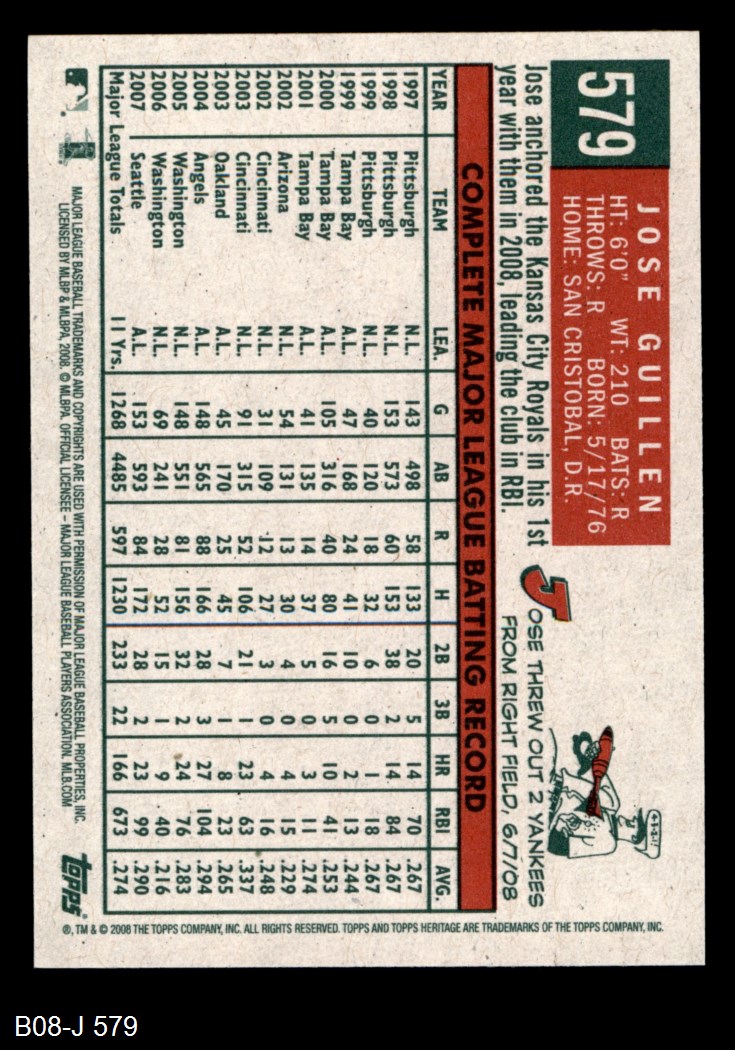 579
JOSE GUILLEN
HT: 6'0" WT: 210 BATS: R
THROWS: R BORN: 5/17/76
HOME: SAN CRISTOBAL, D.R.
Jose anchored the Kansas City Royals in his 1st
year with them in 2008, leading the club in RBI.
JOSE THREW OUT 2 YANKEES
FROM RIGHT FIELD, 6/7/08
COMPLETE MAJOR LEAGUE BATTING RECORD
YEAR TEAM LEA. G AB R H 2B 3B HR RBI AVG.
1997 Pittsburgh N.L. 143 498 58 133 20 5 14 70 .267
1998 Pittsburgh N.L. 153 573 60 153 38 2 14 84 .267
1999 Pittsburgh N.L. 40 120 18 32 6 0 1 18 .267
1999 Tampa Bay A.L. 47 168 24 41 10 0 2 13 .244
2000 Tampa Bay A.L. 105 316 40 80 16 5 10 41 .253
2001 Tampa Bay A.L. 41 135 14 37 5 0 3 11 .274
2002 Arizona N.L. 54 131 13 30 4 0 4 15 .229
2002 Cincinnati N.L. 31 109 12 27 3 0 4 16 .248
2003 Cincinnati N.L. 91 315 52 106 21 1 23 63 .337
2003 Oakland A.L. 45 170 25 45 7 1 8 23 .265
2004 Angels A.L. 148 565 88 166 28 3 27 104 .294
2005 Washington N.L. 148 551 81 156 32 2 24 76 .283
2006 Washington N.L. 69 241 28 52 15 1 9 40 .216
2007 Seattle A.L. 153 593 84 172 28 2 23 99 .290
Major League Totals 11 Yrs. 1268 4485 597 1230 233 22 166 673 .274
MAJOR LEAGUE BASEBALL TRADEMARKS AND COPYRIGHTS ARE USED WITH PERMISSION OF MAJOR LEAGUE BASEBALL PROPERTIES, INC.
LICENSED BY MLBP & MLBPA, 2008. © MLBPA. OFFICIAL LICENSEE – MAJOR LEAGUE BASEBALL PLAYERS ASSOCIATION. MLB.COM
topps
®, TM & © 2008 THE TOPPS COMPANY, INC. ALL RIGHTS RESERVED. TOPPS AND TOPPS HERITAGE ARE TRADEMARKS OF THE TOPPS COMPANY, INC.
B08-J 579